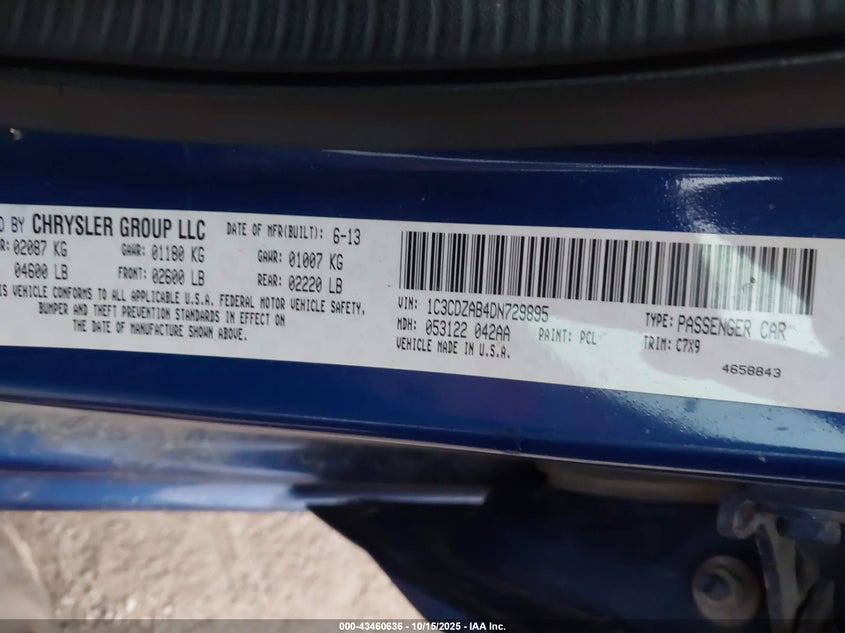 D BY CHRYSLER GROUP LLC DATE OF MFR(BUILT): 6-13
R: 02087 KG GAWR: 01180 KG GAWR: 01007 KG
04600 LB FRONT: 02600 LB REAR: 02220 LB
IS VEHICLE CONFORMS TO ALL APPLICABLE U.S.A. FEDERAL MOTOR VEHICLE SAFETY,
BUMPER AND THEFT PREVENTION STANDARDS IN EFFECT ON
THE DATE OF MANUFACTURE SHOWN ABOVE.
VIN: 1C3CDZAB4DN729895 TYPE: PASSENGER CAR
MDH: 053122 042AA PAINT: PCL TRIM: C7X9
VEHICLE MADE IN U.S.A. 4658843
000-43460636 - 10/15/2025 - IAA Inc.